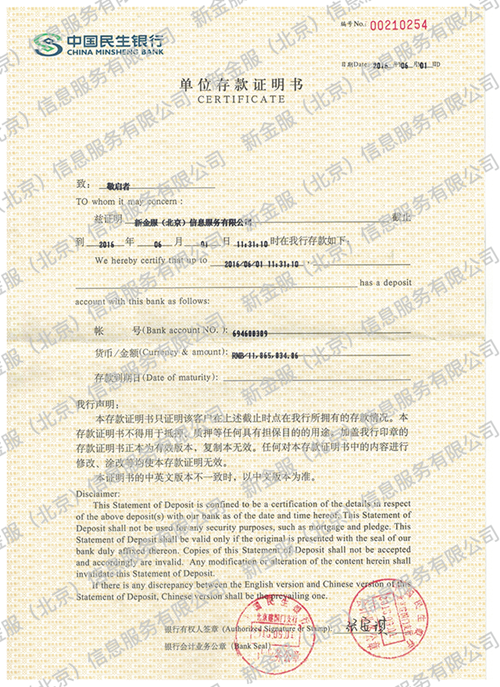 编号No. 00210254
中国民生银行
CHINA MINSHENG BANK
日期(Date) 2016 年(Y) 06 月(M) 01 日(D)
单位存款证明书
CERTIFICATE
致: 敬启者
TO whom it may concern:
兹证明 新金服（北京）信息服务有限公司 截止
到 2016 年 06 月 01 日 11:31:10 时在我行存款如下。
We hereby certify that up to 2016/06/01 11:31:10,
has a deposit
account with this bank as follows:
帐 号(Bank account NO.): 694600309
货币/金额(Currency & amount): RMB/11,865,034.06
存款到期日(Date of maturity):
我行声明:
本存款证明书只证明该客户在上述截止时点在我行所拥有的存款情况。本
存款证明书不得用于抵押、质押等任何具有担保目的的用途。加盖我行印章的
存款证明书正本为有效版本，复制本无效。任何对本存款证明书中的内容进行
修改、涂改等均使本存款证明无效。
本证明书的中英文版本不一致时，以中文版本为准。
Disclaimer:
This Statement of Deposit is confined to be a certification of the details in respect
of the above deposit(s) with our bank as of the date and time hereof. This Statement of
Deposit shall not be used for any security purposes, such as mortgage and pledge. This
Statement of Deposit shall be valid only if the original is presented with the seal of our
bank duly affixed thereon. Copies of this Statement of Deposit shall not be accepted
and accordingly are invalid. Any modification or alteration of the content herein shall
invalidate this Statement of Deposit.
If there is any discrepancy between the English version and Chinese version of this
Statement of Deposit, Chinese version shall be the prevailing one.
银行有权人签章 (Authorized Signature or Stamp):
银行会计业务公章 (Bank Seal)
新金服（北京）信息服务有限公司